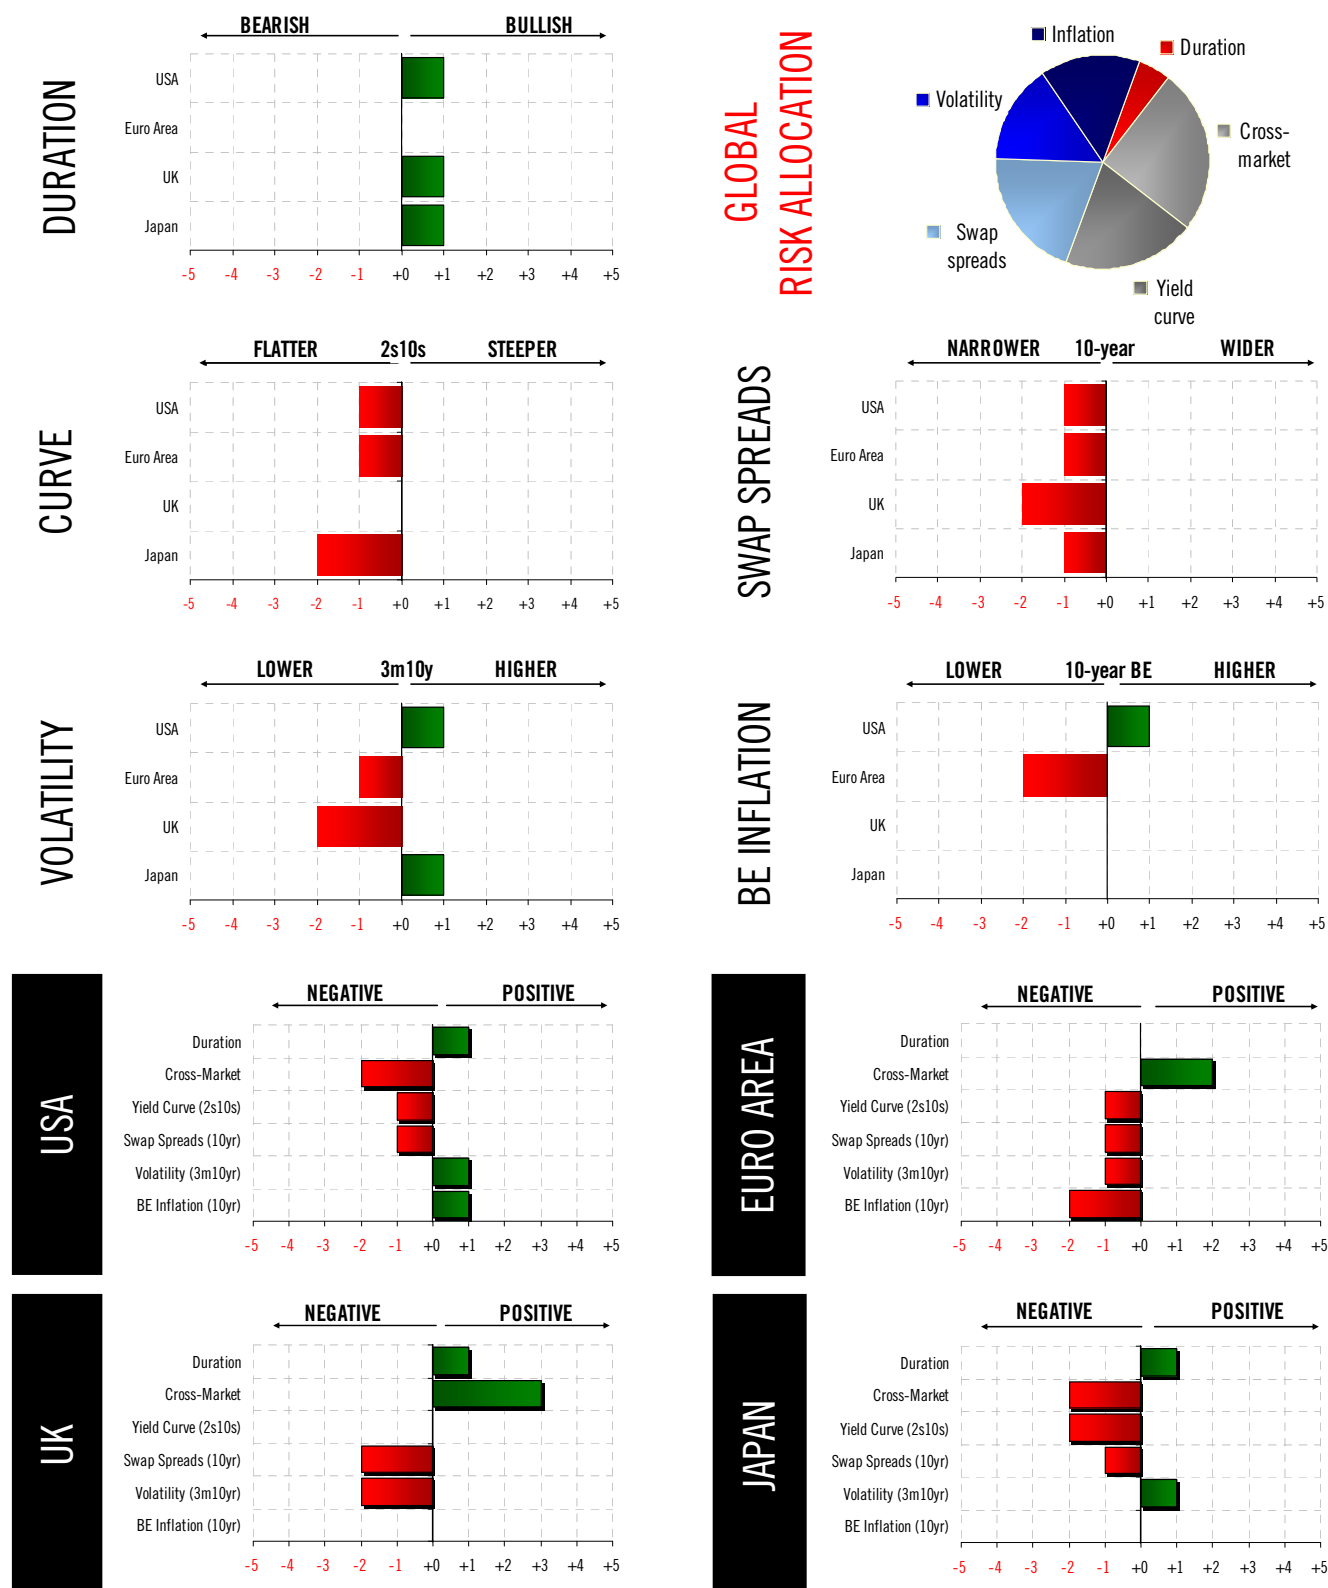 BEARISH BULLISH
DURATION
USA
Euro Area
UK
Japan
-5 -4 -3 -2 -1 +0 +1 +2 +3 +4 +5
GLOBAL
RISK ALLOCATION
Inflation
Duration
Volatility
Cross-
market
Swap
spreads
Yield
curve
FLATTER 2s10s STEEPER
CURVE
USA
Euro Area
UK
Japan
-5 -4 -3 -2 -1 +0 +1 +2 +3 +4 +5
NARROWER 10-year WIDER
SWAP SPREADS
USA
Euro Area
UK
Japan
-5 -4 -3 -2 -1 +0 +1 +2 +3 +4 +5
LOWER 3m10y HIGHER
VOLATILITY
USA
Euro Area
UK
Japan
-5 -4 -3 -2 -1 +0 +1 +2 +3 +4 +5
LOWER 10-year BE HIGHER
BE INFLATION
USA
Euro Area
UK
Japan
-5 -4 -3 -2 -1 +0 +1 +2 +3 +4 +5
NEGATIVE POSITIVE
USA
Duration
Cross-Market
Yield Curve (2s10s)
Swap Spreads (10yr)
Volatility (3m10yr)
BE Inflation (10yr)
-5 -4 -3 -2 -1 +0 +1 +2 +3 +4 +5
NEGATIVE POSITIVE
EURO AREA
Duration
Cross-Market
Yield Curve (2s10s)
Swap Spreads (10yr)
Volatility (3m10yr)
BE Inflation (10yr)
-5 -4 -3 -2 -1 +0 +1 +2 +3 +4 +5
NEGATIVE POSITIVE
UK
Duration
Cross-Market
Yield Curve (2s10s)
Swap Spreads (10yr)
Volatility (3m10yr)
BE Inflation (10yr)
-5 -4 -3 -2 -1 +0 +1 +2 +3 +4 +5
NEGATIVE POSITIVE
JAPAN
Duration
Cross-Market
Yield Curve (2s10s)
Swap Spreads (10yr)
Volatility (3m10yr)
BE Inflation (10yr)
-5 -4 -3 -2 -1 +0 +1 +2 +3 +4 +5